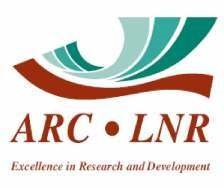 ARC • LNR
Excellence in Research and Development